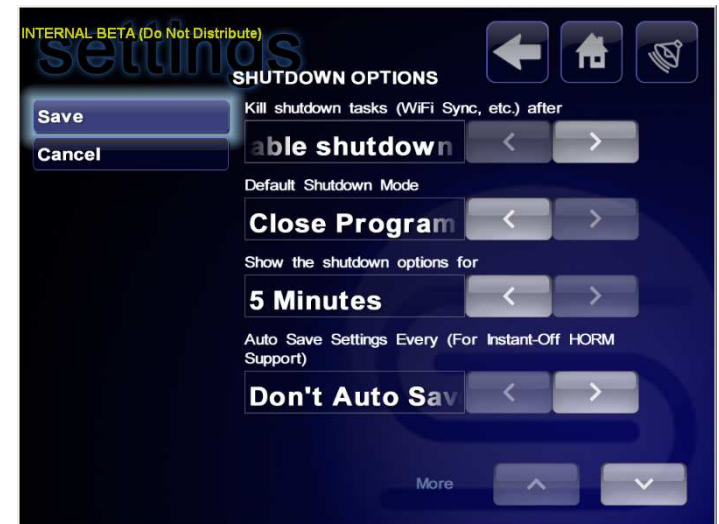 INTERNAL BETA (Do Not Distribute)
settings
SHUTDOWN OPTIONS
Save
Cancel
Kill shutdown tasks (WiFi Sync, etc.) after
able shutdown
Default Shutdown Mode
Close Program
Show the shutdown options for
5 Minutes
Auto Save Settings Every (For Instant-Off HORM
Support)
Don't Auto Sav
More